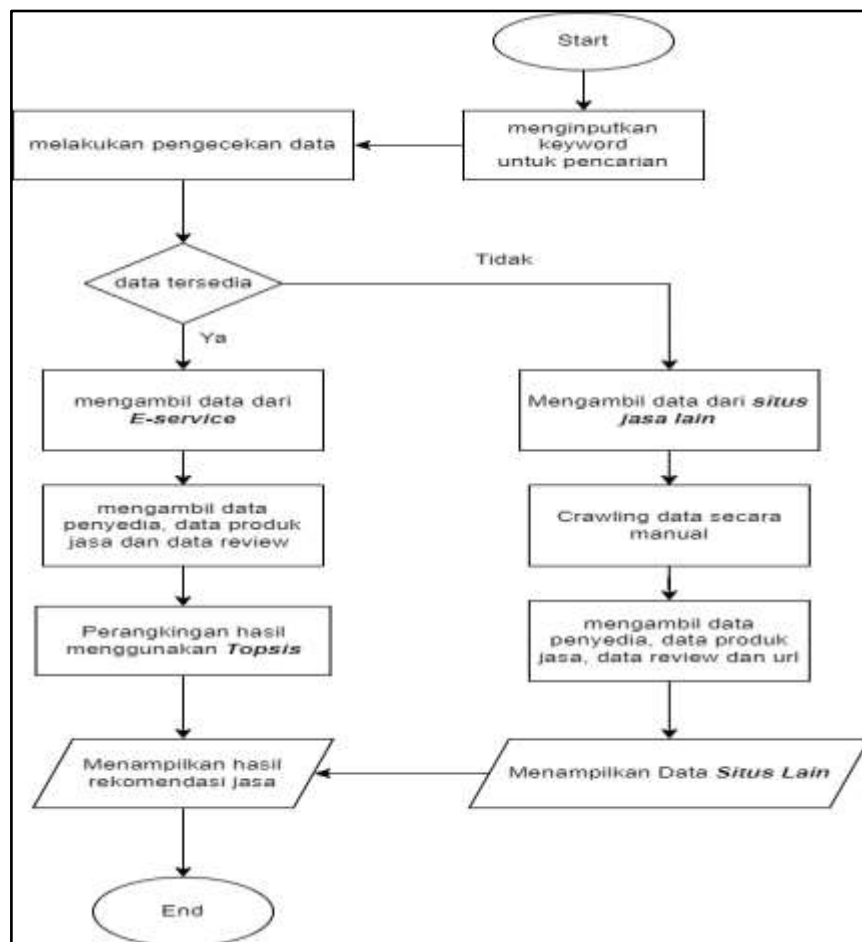 Start
menginputkan
keyword
untuk pencarian
melakukan pengecekan data
data tersedia
Tidak
Ya
mengambil data dari
E-service
mengambil data
penyedia, data produk
jasa dan data review
Perangkingan hasil
menggunakan Topsis
Mengambil data dari situs
jasa lain
Crawling data secara
manual
mengambil data
penyedia, data produk
jasa, data review dan url
Menampilkan Data Situs Lain
Menampilkan hasil
rekomendasi jasa
End